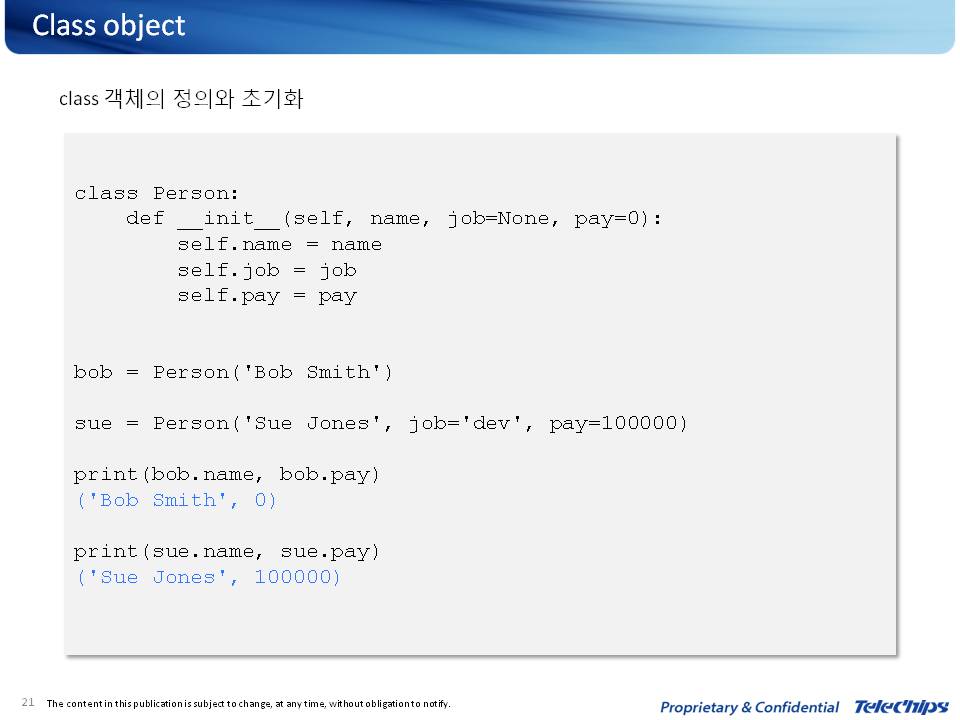 Class object
class 객체의 정의와 초기화
class Person:
    def __init__(self, name, job=None, pay=0):
        self.name = name
        self.job = job
        self.pay = pay
bob = Person('Bob Smith')
sue = Person('Sue Jones', job='dev', pay=100000)
print(bob.name, bob.pay)
('Bob Smith', 0)
print(sue.name, sue.pay)
('Sue Jones', 100000)
21 The content in this publication is subject to change, at any time, without obligation to notify.
Proprietary & Confidential Telechips